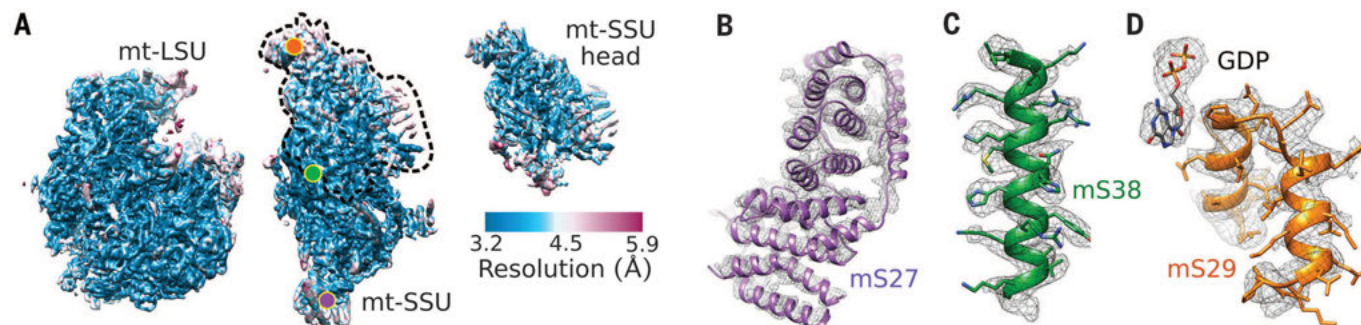 A
mt-LSU
mt-SSU
mt-SSU
head
3.2 4.5 5.9
Resolution (Å)
B
mS27
C
mS38
D
GDP
mS29